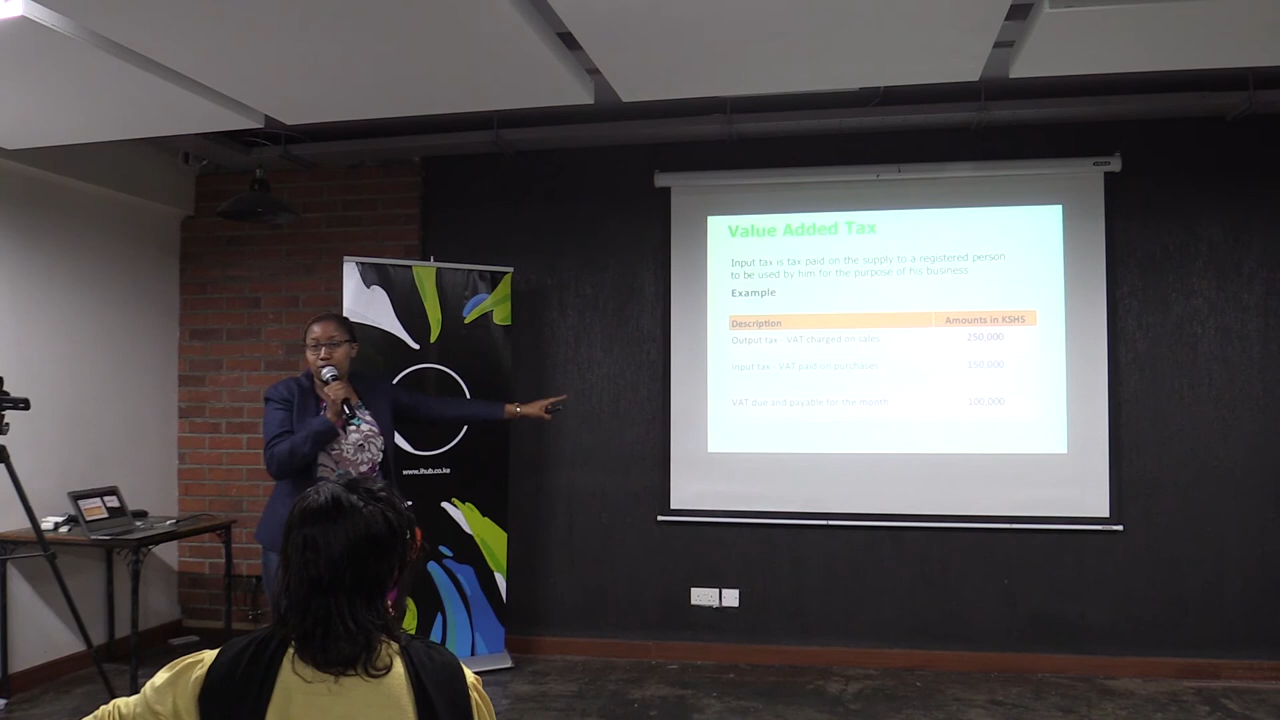 Value Added Tax
Input tax is tax paid on the supply to a registered person
to be used by him for the purpose of his business
Example
Description Amounts in KSHS
Output tax - VAT charged on sales 250,000
Input tax - VAT paid on purchases 150,000
VAT due and payable for the month 100,000
www.ihub.co.ke